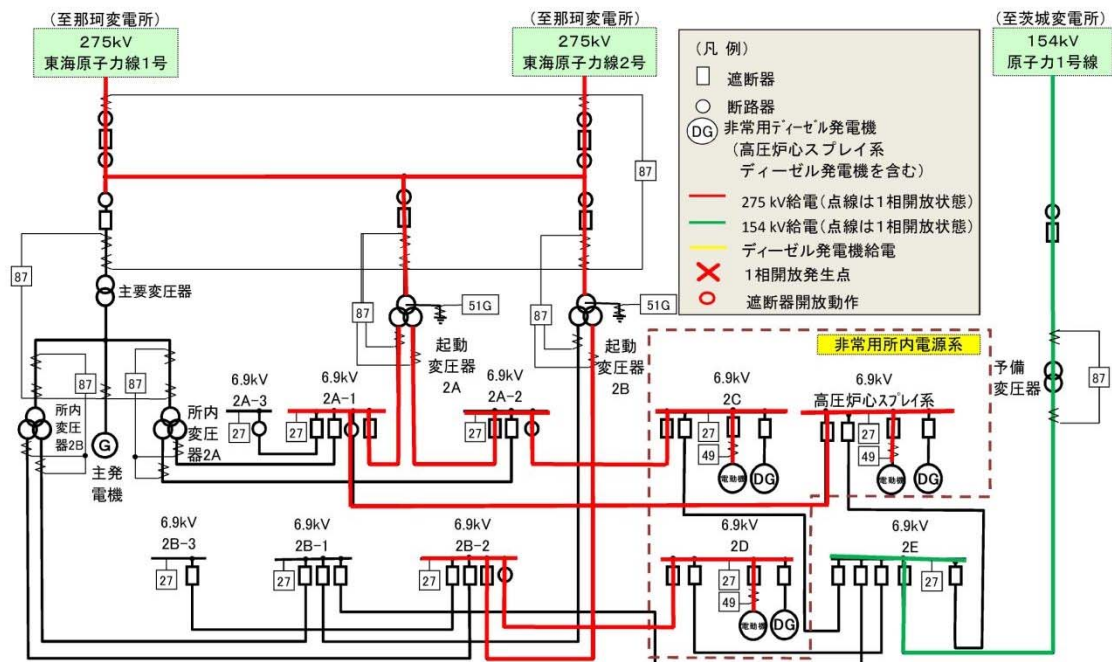 (至那珂変電所)
275kV
東海原子力線1号
(至那珂変電所)
275kV
東海原子力線2号
(至茨城変電所)
154kV
原子力1号線
(凡 例)
遮断器
断路器
DG
非常用ディーゼル発電機
(高圧炉心スプレイ系
ディーゼル発電機を含む)
275 kV給電(点線は1相開放状態)
154 kV給電(点線は1相開放状態)
ディーゼル発電機給電
1相開放発生点
遮断器開放動作
87
87
主要変圧器
87
51G
起動
変圧器
2A
87
51G
起動
変圧器
2B
非常用所内電源系
予備
変圧器
87
87
87
所内
変圧
器2B
G
主発
電機
所内
変圧
器2A
6.9kV
2A-3
27
6.9kV
2A-1
27
6.9kV
2A-2
27
6.9kV
2C
27
49
電動機
DG
6.9kV
高圧炉心スプレイ系
27
49
電動機
DG
6.9kV
2B-3
27
6.9kV
2B-1
27
6.9kV
2B-2
27
6.9kV
2D
27
49
電動機
DG
6.9kV
2E
27